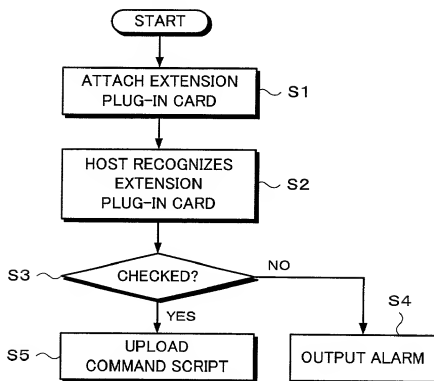 START
ATTACH EXTENSION
PLUG-IN CARD
S1
HOST RECOGNIZES
EXTENSION
PLUG-IN CARD
S2
S3
CHECKED?
NO
YES
S4
S5
UPLOAD
COMMAND SCRIPT
OUTPUT ALARM